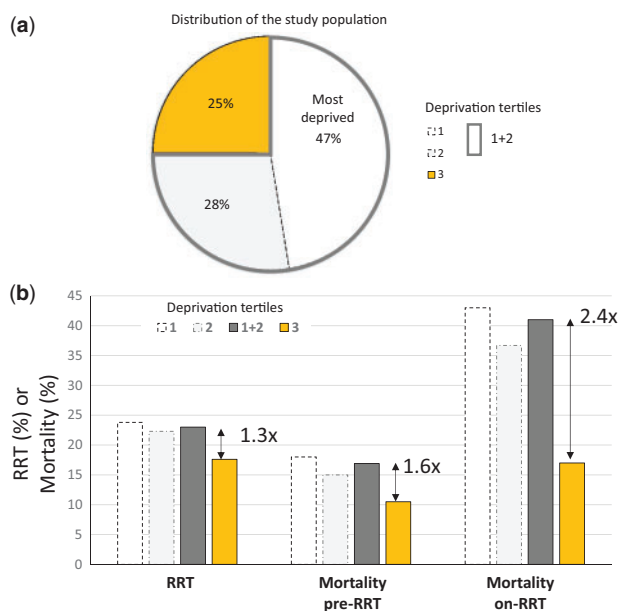 (a)
Distribution of the study population
25%
Most
deprived
47%
28%
Deprivation tertiles
1
2
1+2
3
(b)
Deprivation tertiles
1 2 1+2 3
RRT (%) or
Mortality (%)
45
40
35
30
25
20
15
10
5
0
1.3x
1.6x
2.4x
RRT
Mortality
pre-RRT
Mortality
on-RRT